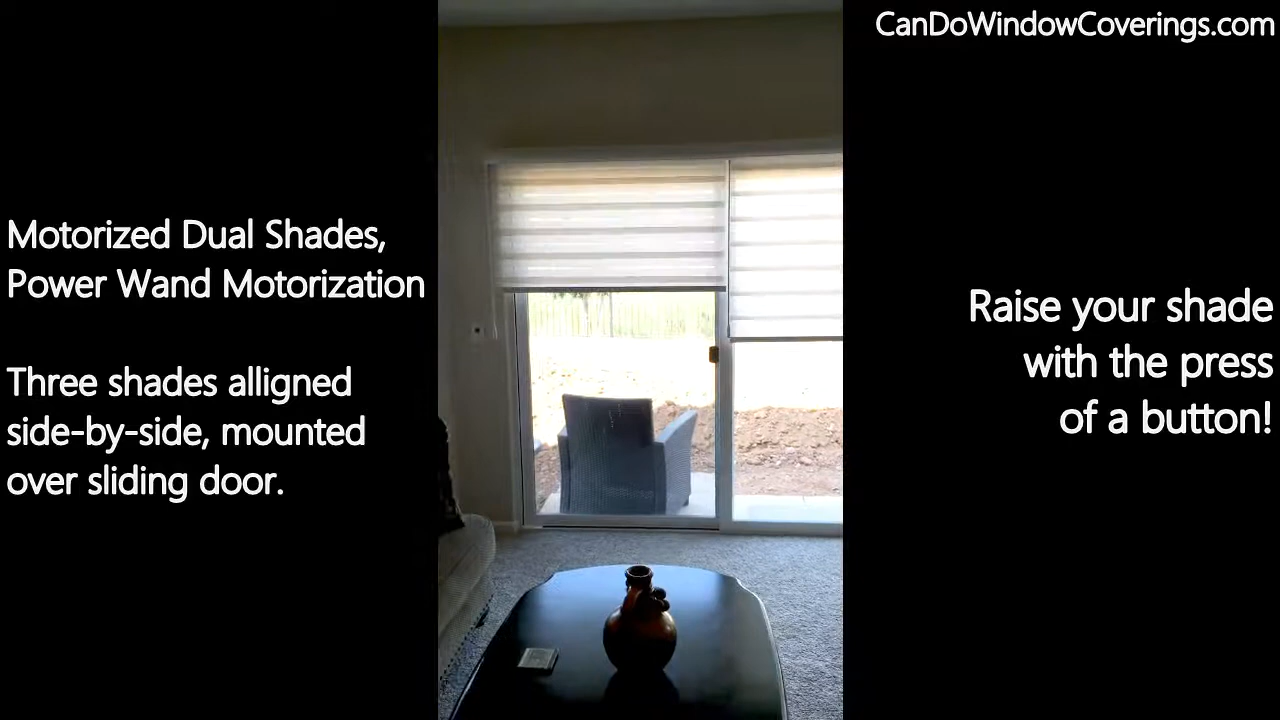 CanDoWindowCoverings.com
Motorized Dual Shades,
Power Wand Motorization
Three shades alligned
side-by-side, mounted
over sliding door.
Raise your shade
with the press
of a button!